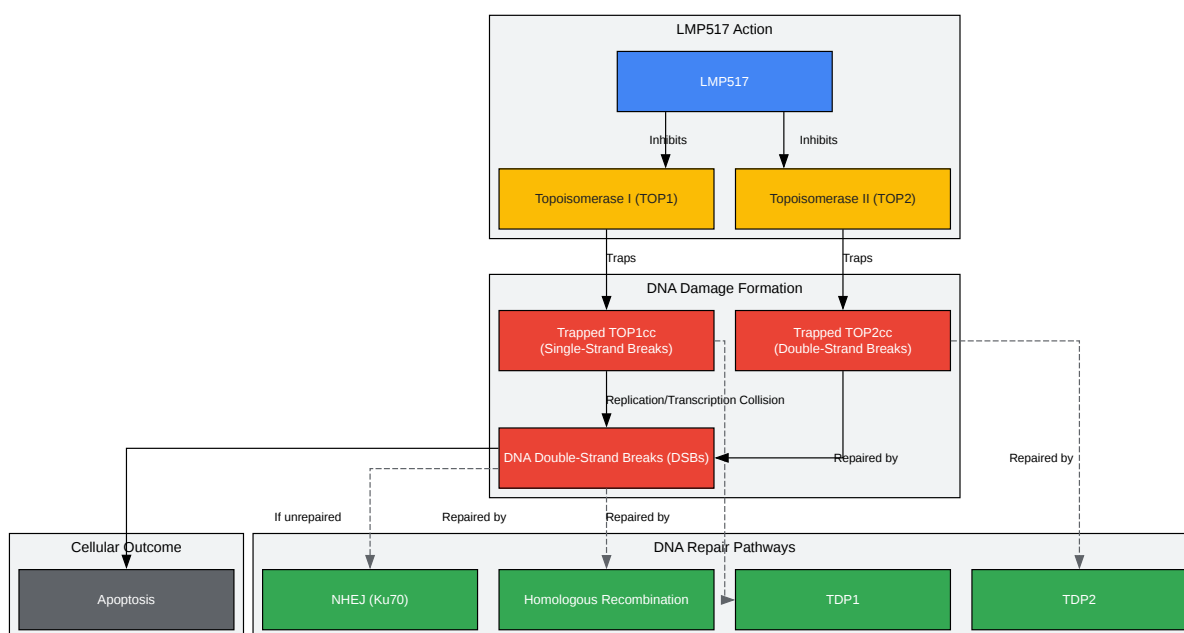 LMP517 Action
LMP517
Inhibits
Inhibits
Topoisomerase I (TOP1)
Topoisomerase II (TOP2)
Traps
Traps
DNA Damage Formation
Trapped TOP1cc
(Single-Strand Breaks)
Trapped TOP2cc
(Double-Strand Breaks)
Replication/Transcription Collision
DNA Double-Strand Breaks (DSBs)
Repaired by
Repaired by
If unrepaired
Repaired by
Repaired by
Cellular Outcome
DNA Repair Pathways
Apoptosis
NHEJ (Ku70)
Homologous Recombination
TDP1
TDP2